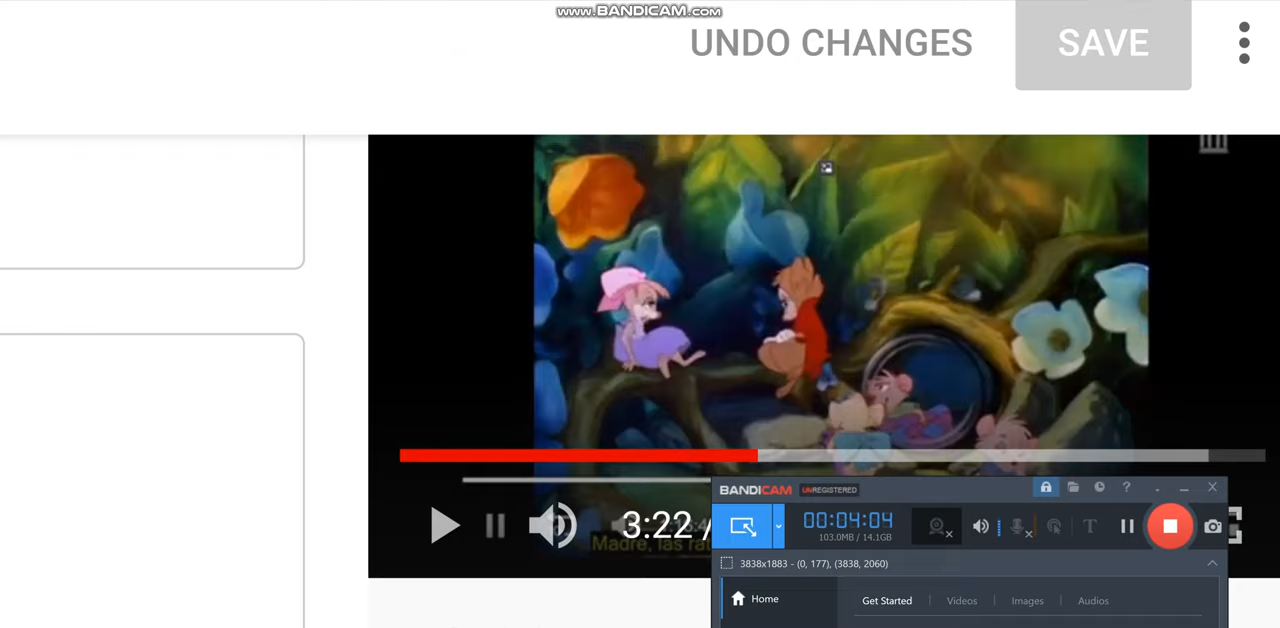 www.BANDICAM.com
UNDO CHANGES
SAVE
BANDICAM UNREGISTERED
?
3:22 /
00:04:04
103.0MB / 14.1GB
T
Madre, las
3838x1883 - (0, 177), (3838, 2060)
Home
Get Started
Videos
Images
Audios